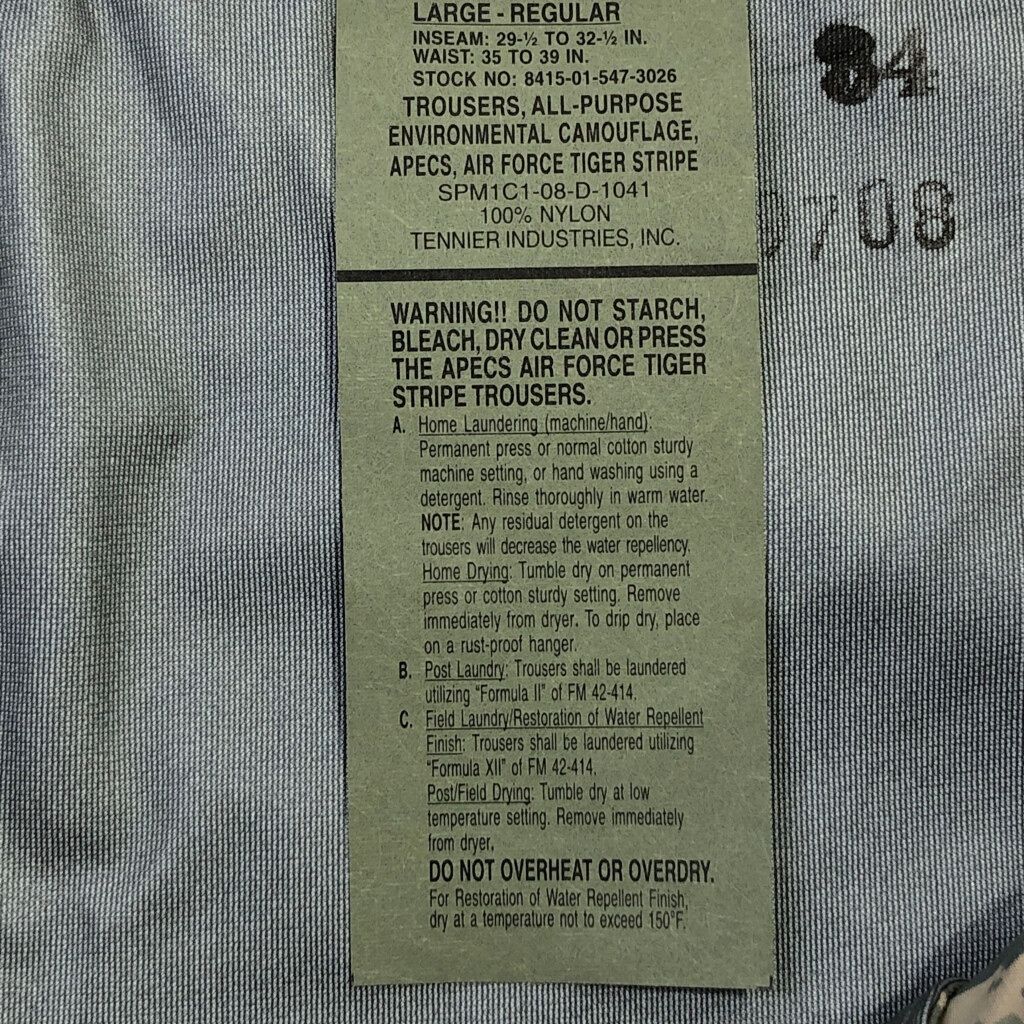 LARGE - REGULAR
INSEAM: 29-½ TO 32-½ IN.
WAIST: 35 TO 39 IN.
STOCK NO: 8415-01-547-3026
TROUSERS, ALL-PURPOSE
ENVIRONMENTAL CAMOUFLAGE,
APECS, AIR FORCE TIGER STRIPE
SPM1C1-08-D-1041
100% NYLON
TENNIER INDUSTRIES, INC.
84
0708
WARNING!! DO NOT STARCH,
BLEACH, DRY CLEAN OR PRESS
THE APECS AIR FORCE TIGER
STRIPE TROUSERS.
A. Home Laundering (machine/hand):
Permanent press or normal cotton sturdy
machine setting, or hand washing using a
detergent. Rinse thoroughly in warm water.
NOTE: Any residual detergent on the
trousers will decrease the water repellency.
Home Drying: Tumble dry on permanent
press or cotton sturdy setting. Remove
immediately from dryer. To drip dry, place
on a rust-proof hanger.
B. Post Laundry: Trousers shall be laundered
utilizing "Formula II" of FM 42-414.
C. Field Laundry/Restoration of Water Repellent
Finish: Trousers shall be laundered utilizing
"Formula XII" of FM 42-414.
Post/Field Drying: Tumble dry at low
temperature setting. Remove immediately
from dryer,
DO NOT OVERHEAT OR OVERDRY.
For Restoration of Water Repellent Finish,
dry at a temperature not to exceed 150°F.